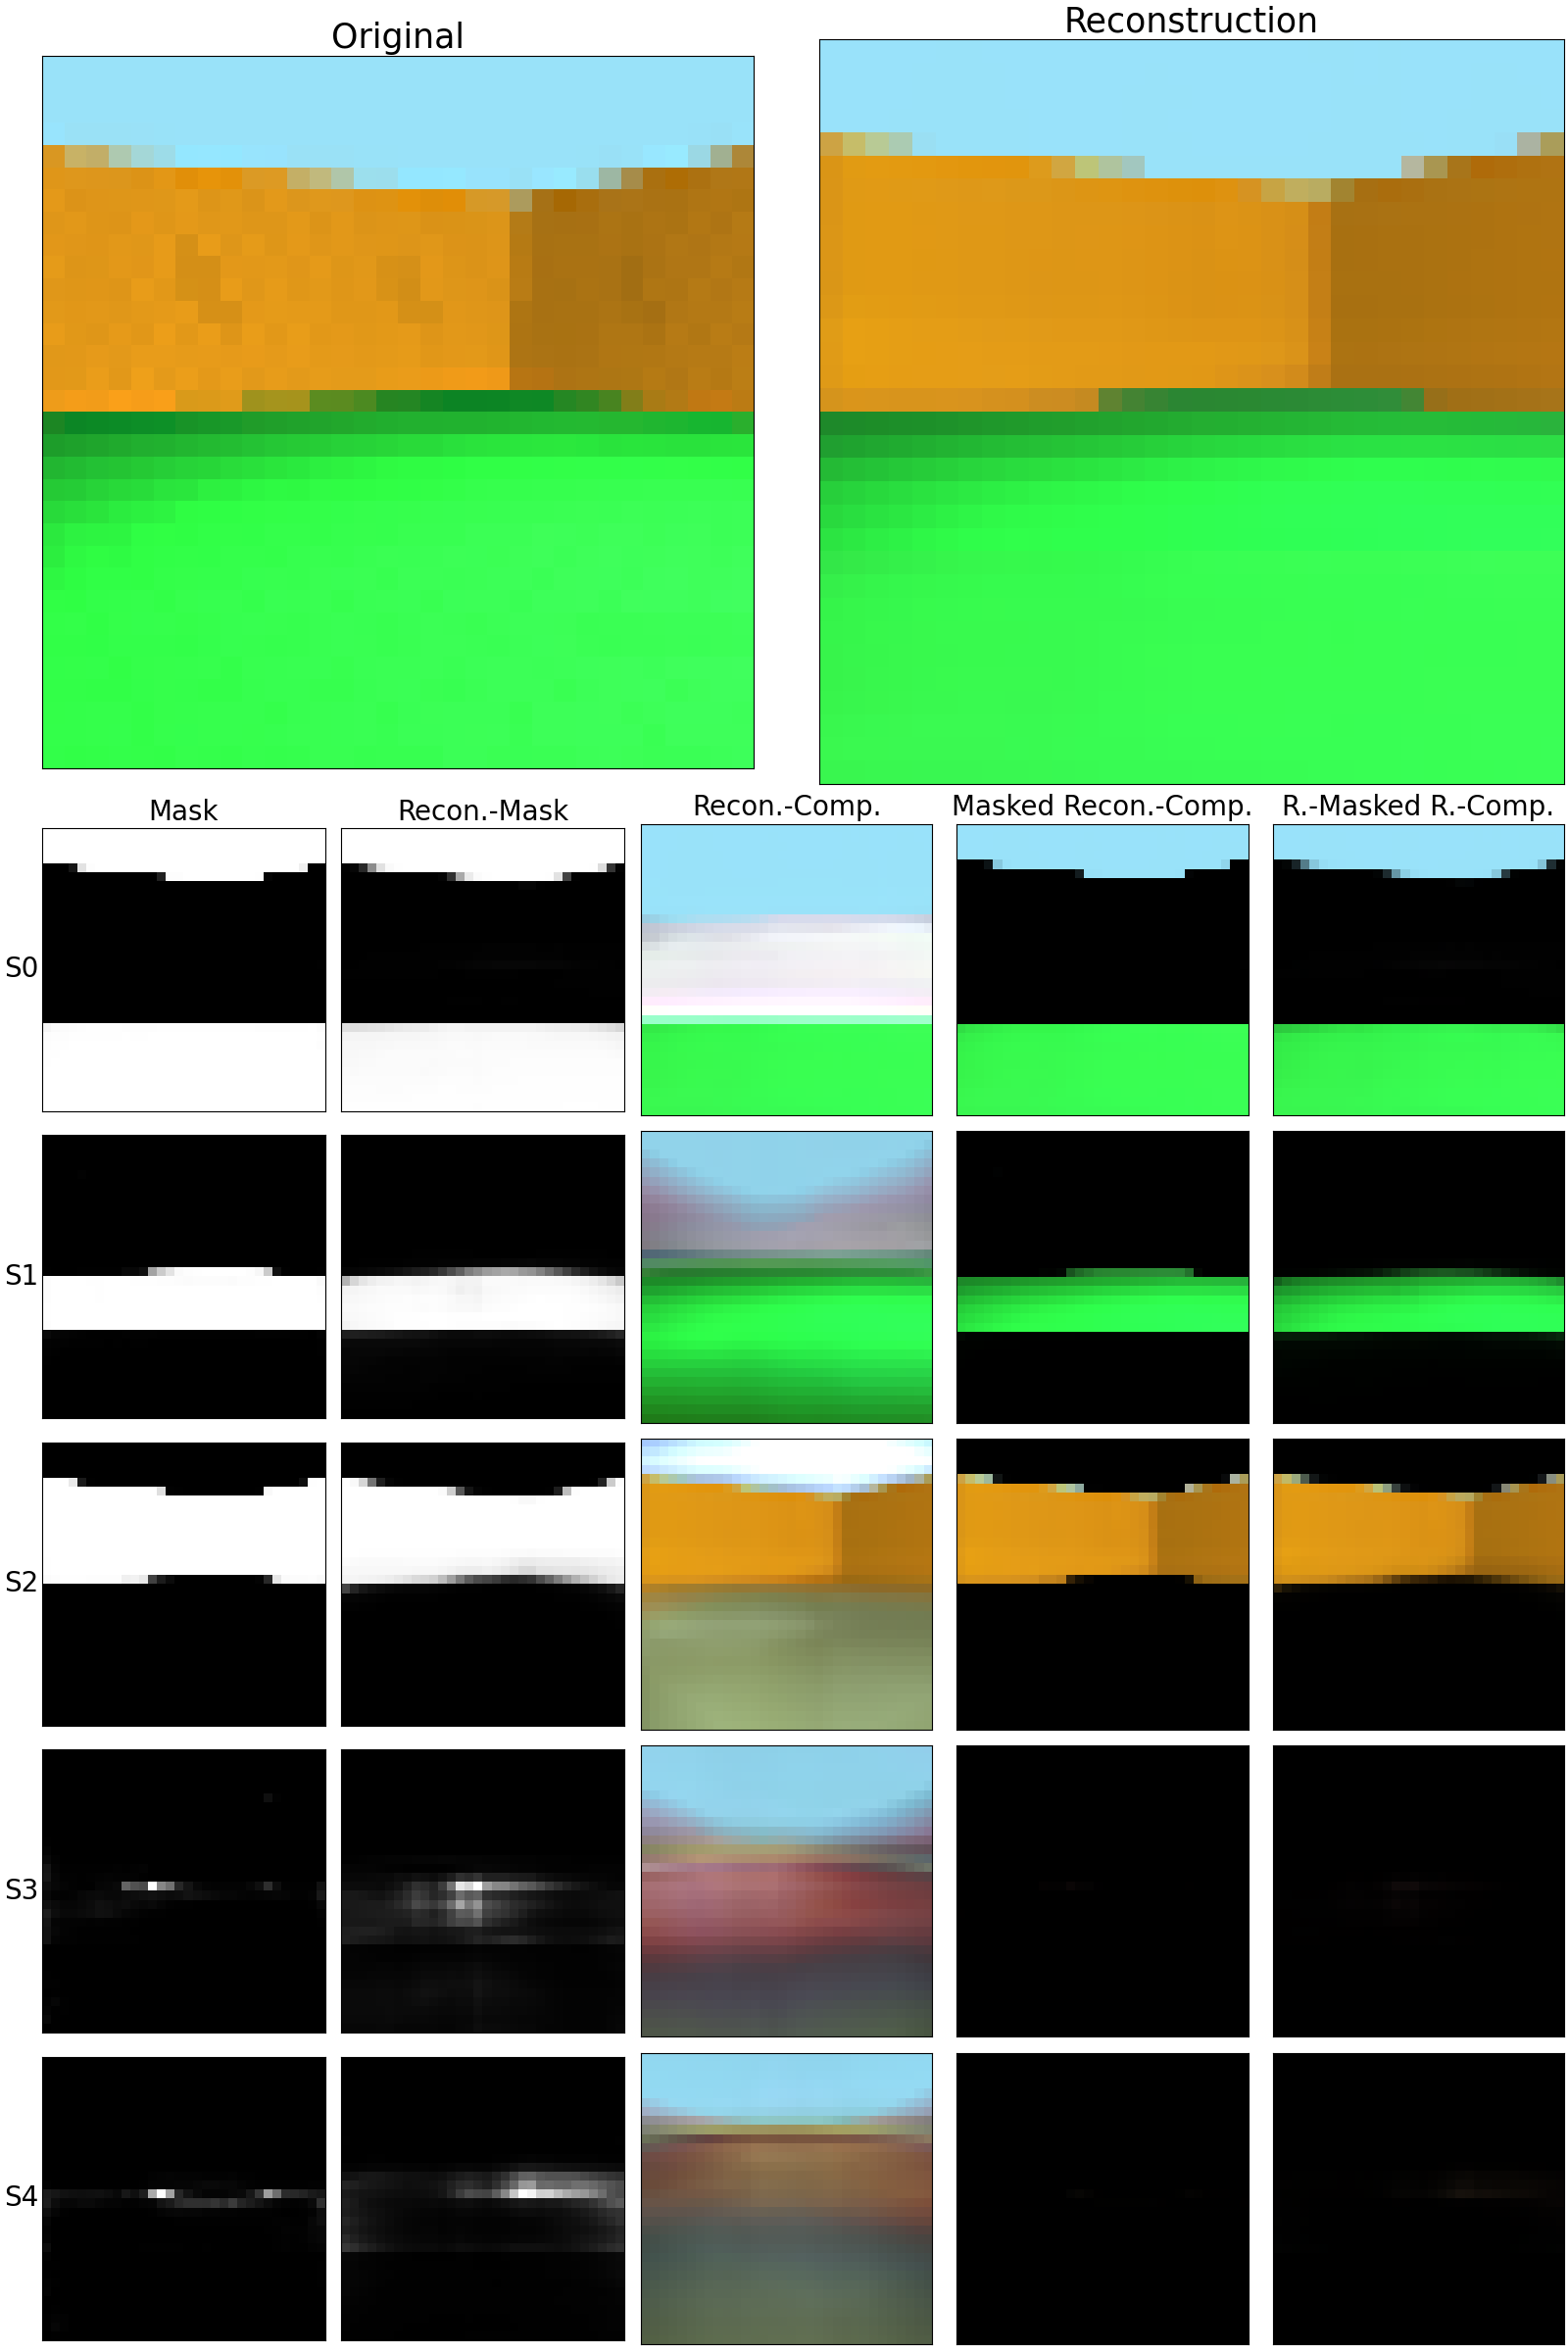 Original
Reconstruction
Mask
Recon.-Mask
Recon.-Comp.
Masked Recon.-Comp.
R.-Masked R.-Comp.
S0
S1
S2
S3
S4